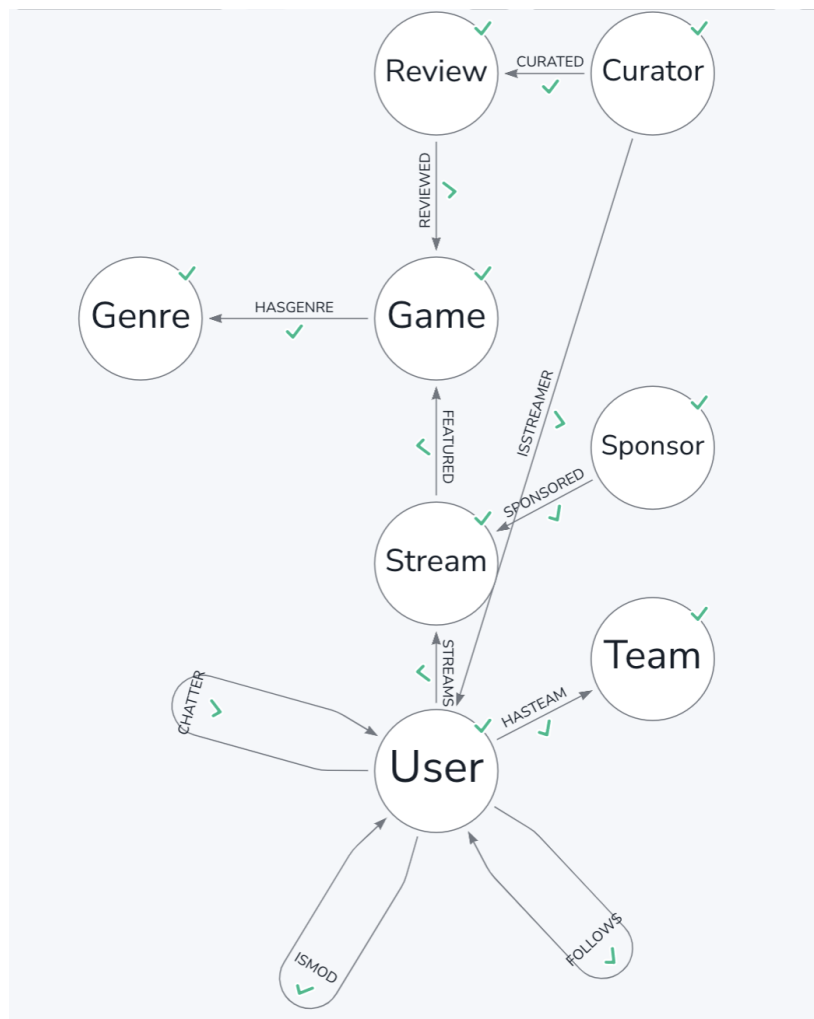 Review
CURATED
Curator
REVIEWED
Genre
HASGENRE
Game
ISSTREAMER
FEATURED
Sponsor
SPONSORED
Stream
STREAMS
Team
HASTEAM
CHATTER
User
ISMOD
FOLLOWS